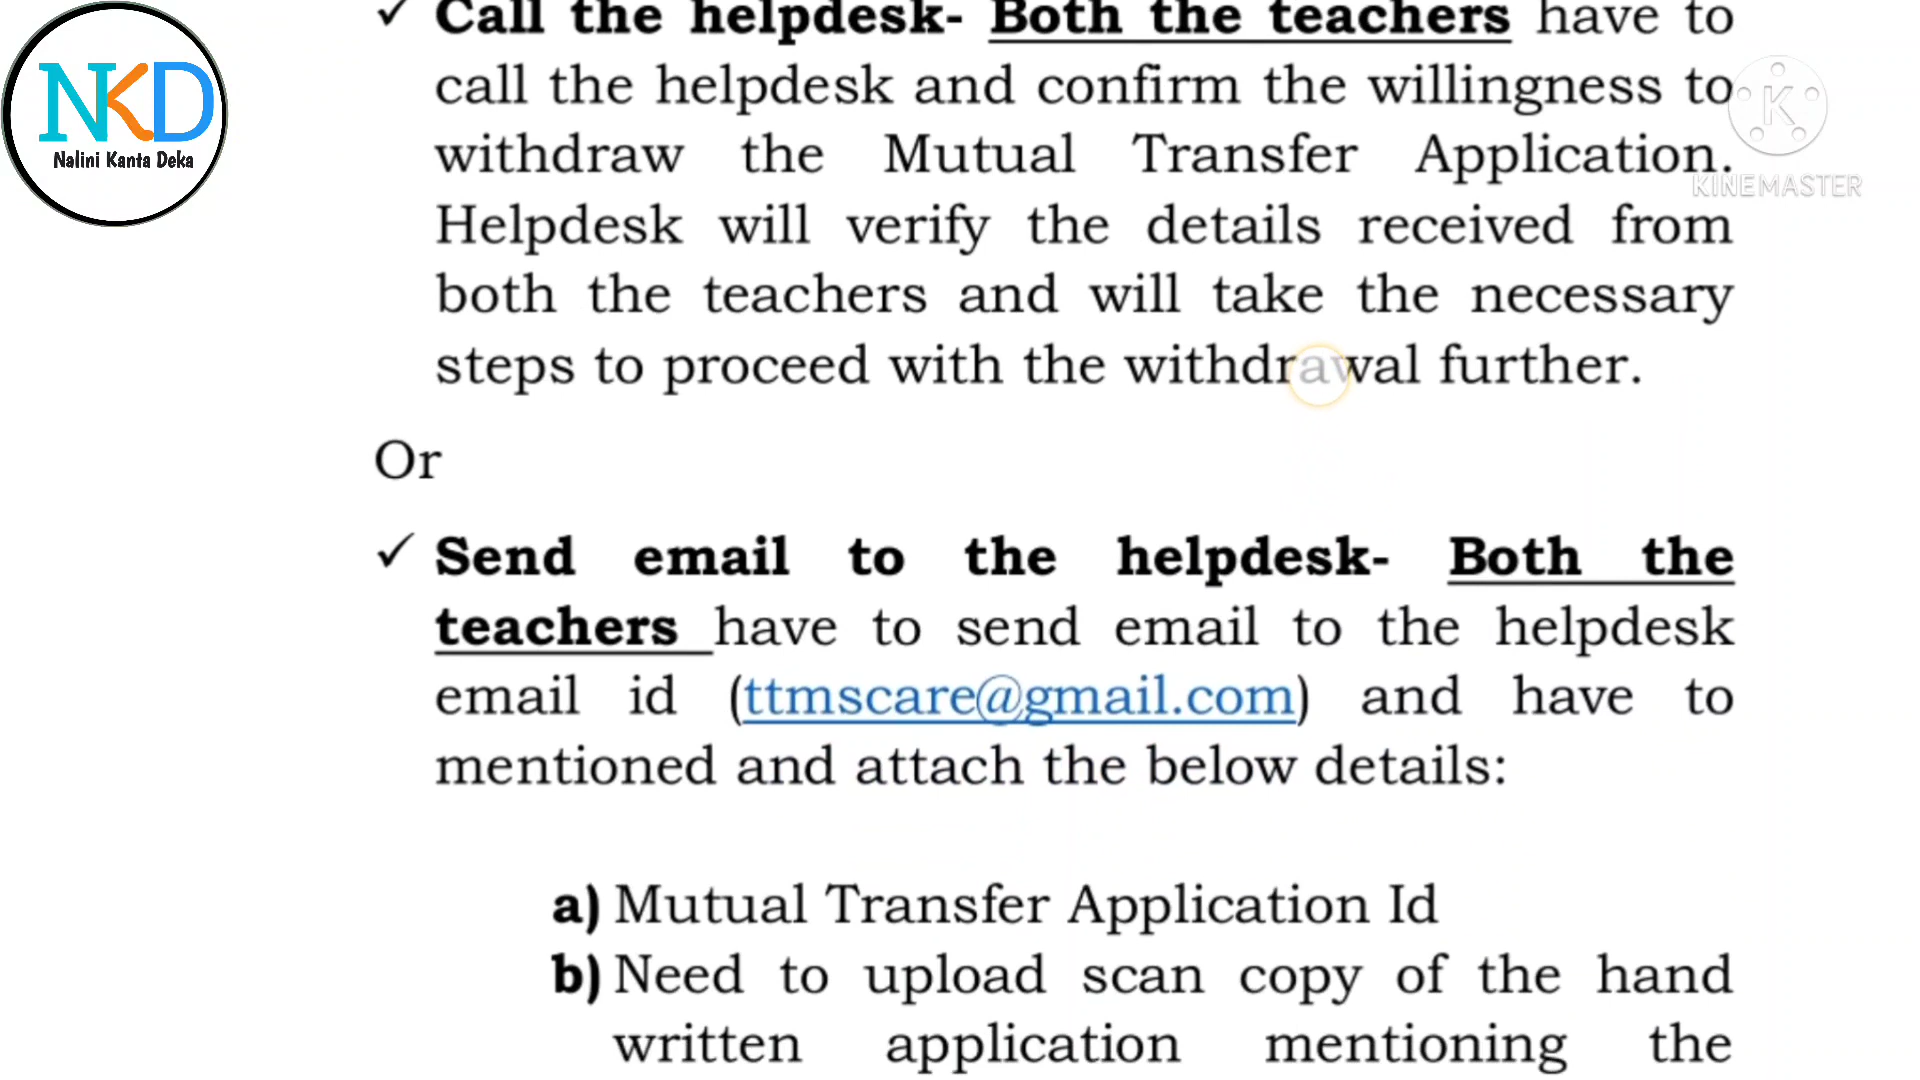 NKD
Nalini Kanta Deka
K
KINEMASTER
✓ Call the helpdesk- Both the teachers have to
call the helpdesk and confirm the willingness to
withdraw the Mutual Transfer Application.
Helpdesk will verify the details received from
both the teachers and will take the necessary
steps to proceed with the withdrawal further.
Or
✓ Send email to the helpdesk- Both the
teachers have to send email to the helpdesk
email id (ttmscare@gmail.com) and have to
mentioned and attach the below details:
a) Mutual Transfer Application Id
b) Need to upload scan copy of the hand
written application mentioning the